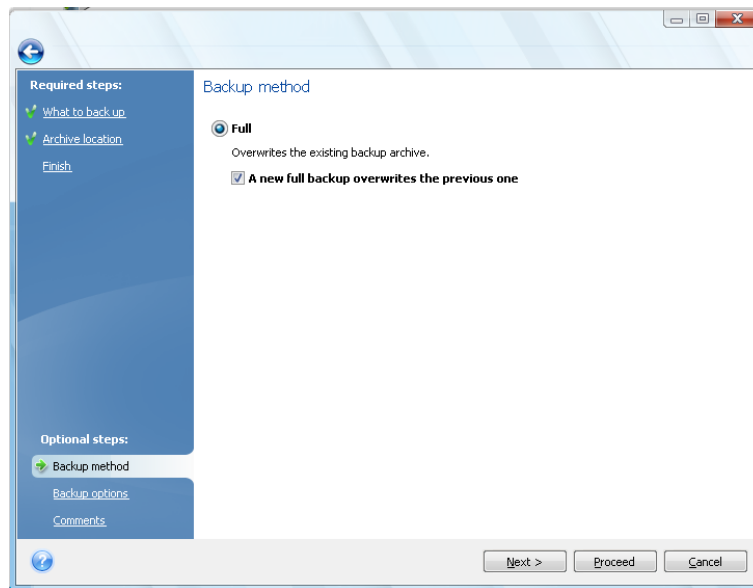 Required steps:
What to back up
Archive location
Finish
Backup method
Full
Overwrites the existing backup archive.
A new full backup overwrites the previous one
Optional steps:
Backup method
Backup options
Comments
Next >
Proceed
Cancel